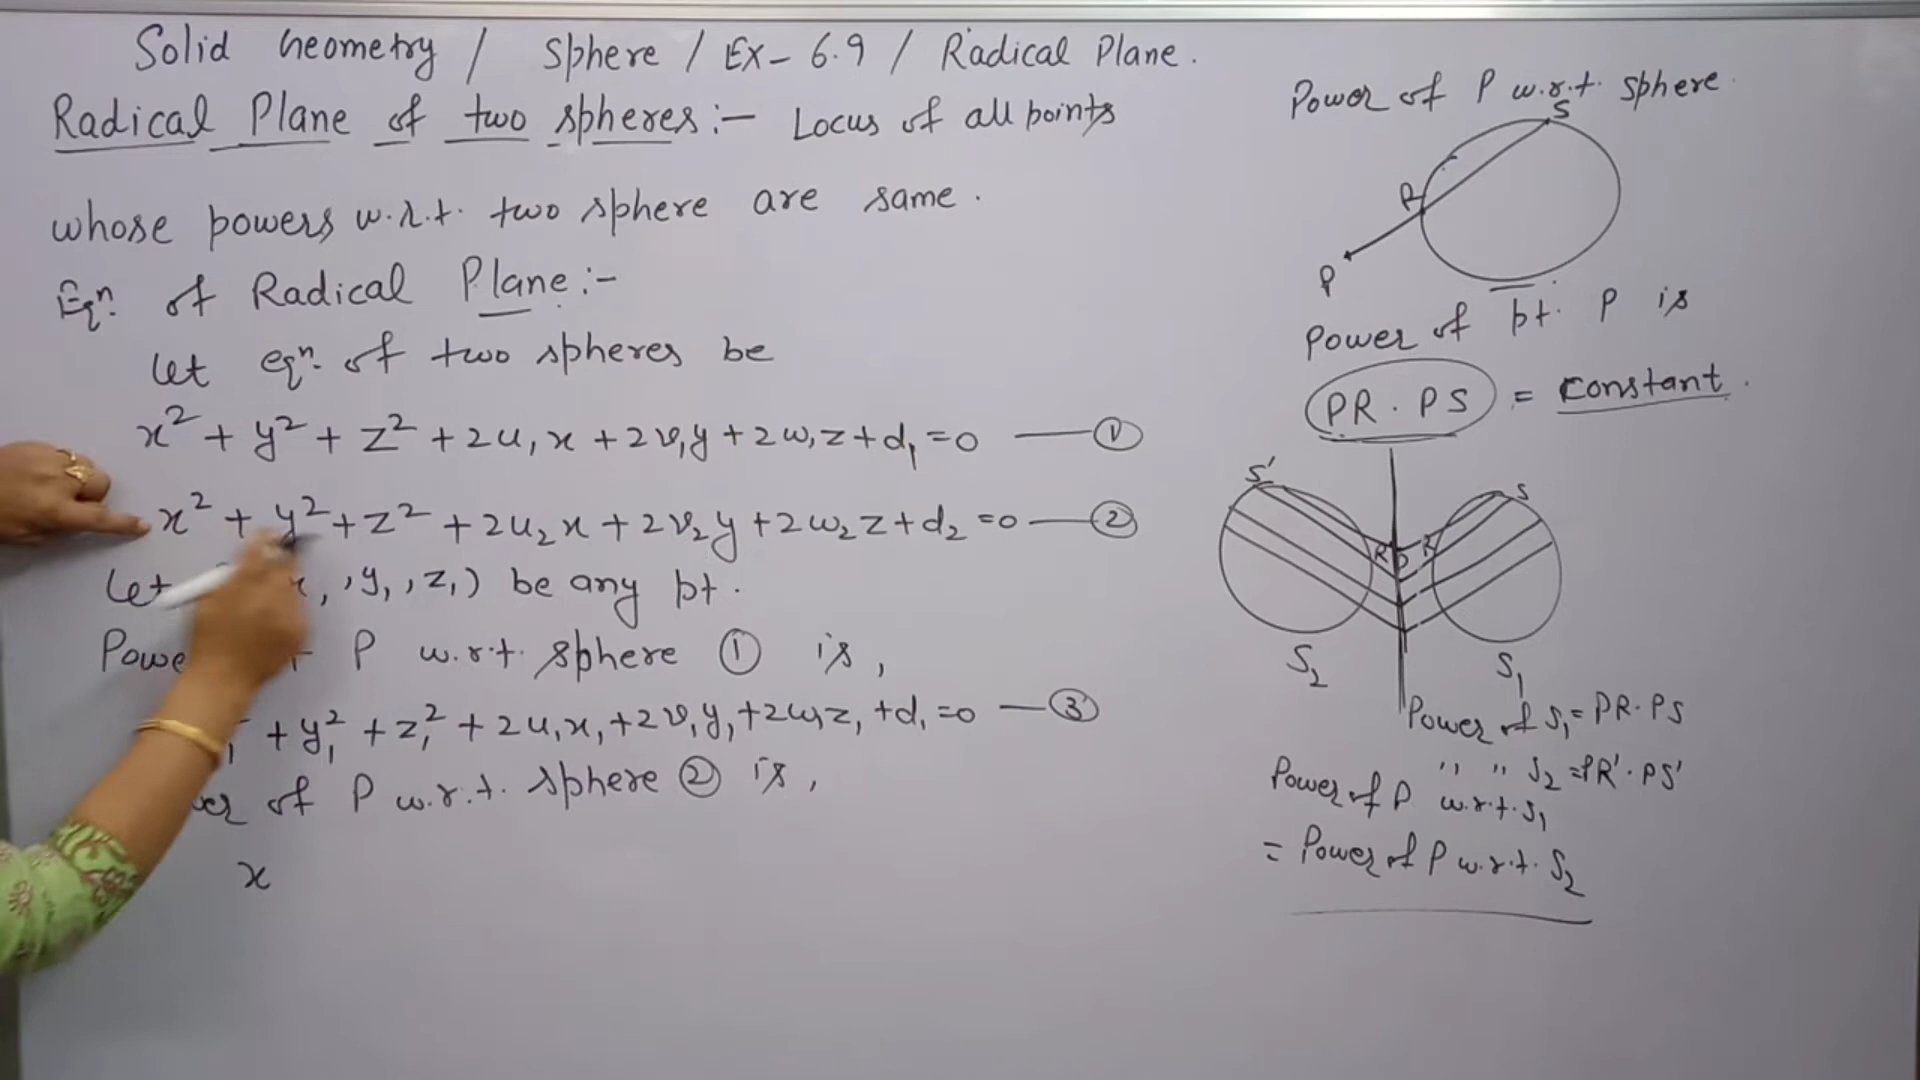 Solid Geometry / Sphere / Ex- 6.9 / Radical Plane.
Radical Plane of two spheres :- Locus of all points
whose powers w.r.t. two sphere are same.
Eqn. of Radical Plane :-
Let eqn. of two spheres be
x² + y² + z² + 2u₁x + 2v₁y + 2w₁z + d₁ = 0 — ①
x² + y² + z² + 2u₂x + 2v₂y + 2w₂z + d₂ = 0 — ②
Let , y₁, z₁) be any pt.
Powe P w.r.t. sphere ① is,
+ y₁² + z₁² + 2u₁x₁ + 2v₁y₁ + 2w₁z₁ + d₁ = 0 — ③
of P w.r.t. sphere ② is,
x
Power of P w.r.t. sphere.
S
R
P
Power of pt. P is
PR . PS = constant.
S' S
R P R
S₂ S₁
Power of S₁ = PR . PS
" " S₂ = PR' . PS'
Power of P w.r.t. S₁
= Power of P w.r.t. S₂